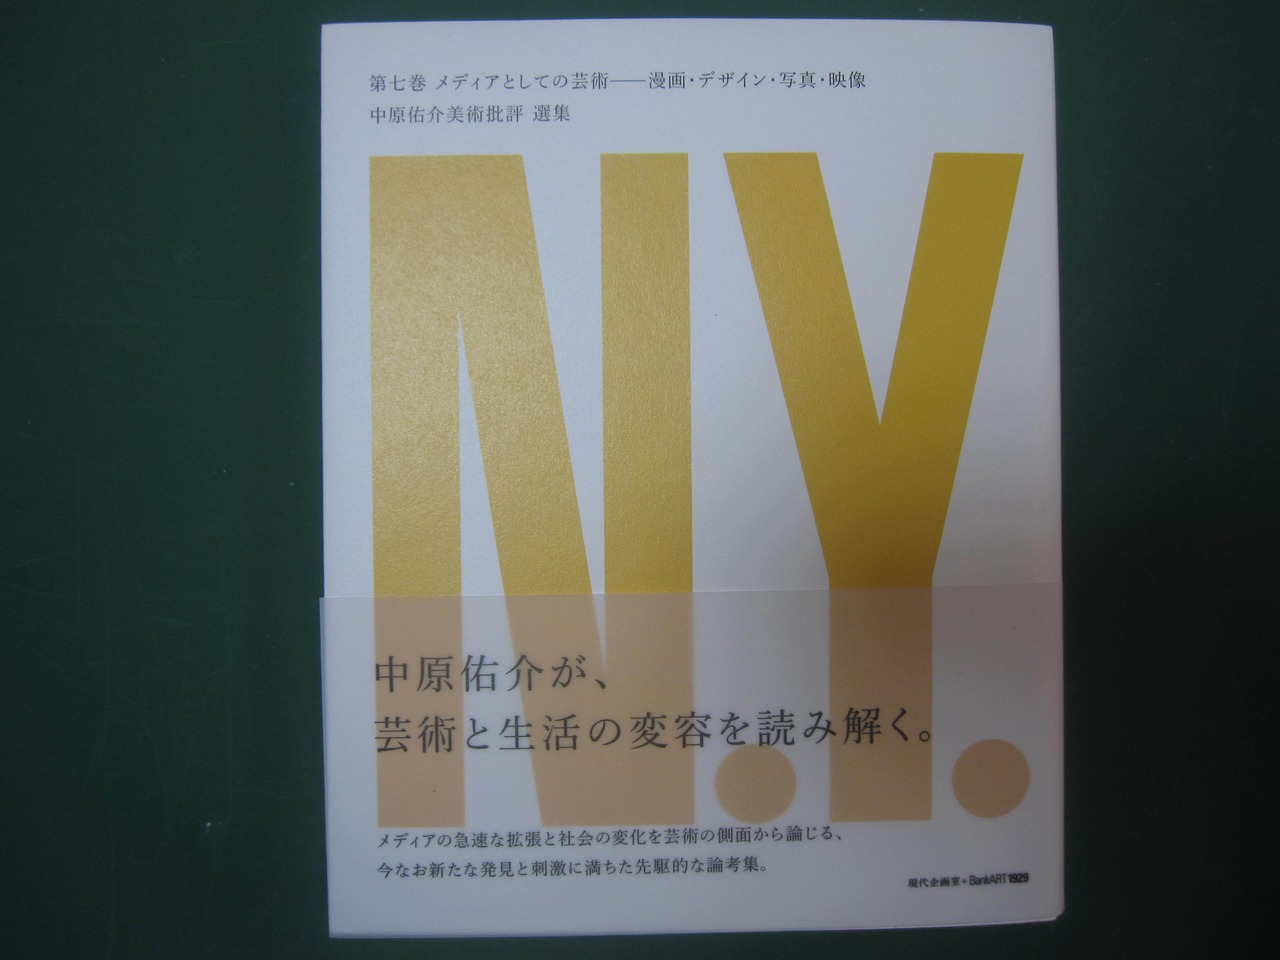 第七巻 メディアとしての芸術――漫画・デザイン・写真・映像
中原佑介美術批評 選集
N.Y.
中原佑介が、
芸術と生活の変容を読み解く。
メディアの急速な拡張と社会の変化を芸術の側面から論じる、
今なお新たな発見と刺激に満ちた先駆的な論考集。
現代企画室+BankART1929